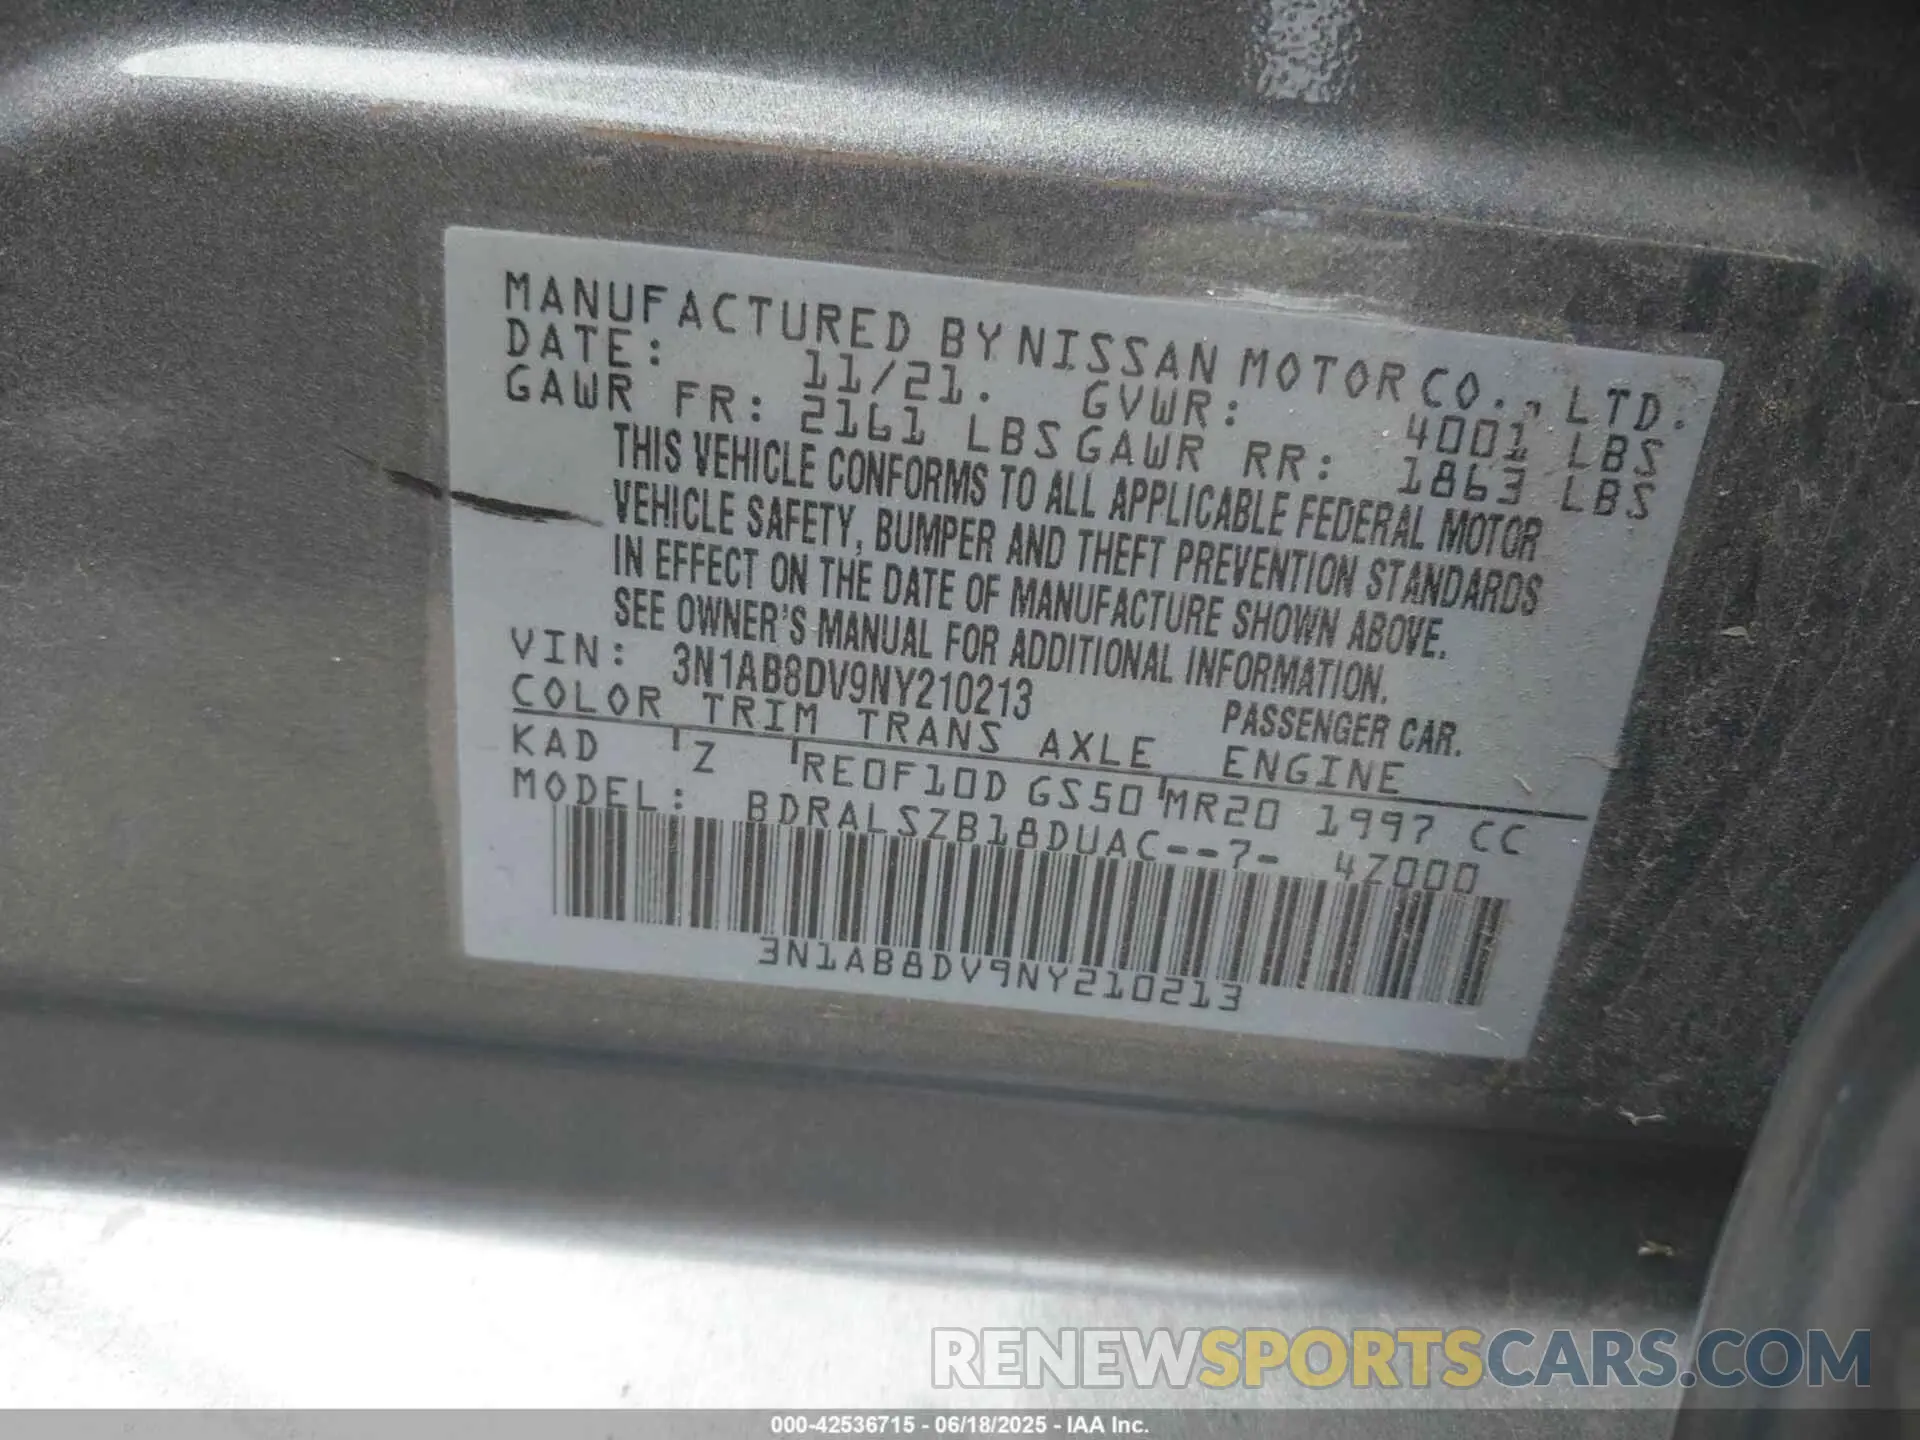 MANUFACTURED BY NISSAN MOTOR CO., LTD.
DATE: 11/21. GVWR: 4001 LBS
GAWR FR: 2161 LBS GAWR RR: 1863 LBS
THIS VEHICLE CONFORMS TO ALL APPLICABLE FEDERAL MOTOR
VEHICLE SAFETY, BUMPER AND THEFT PREVENTION STANDARDS
IN EFFECT ON THE DATE OF MANUFACTURE SHOWN ABOVE.
SEE OWNER'S MANUAL FOR ADDITIONAL INFORMATION.
VIN: 3N1AB8DV9NY210213 PASSENGER CAR.
COLOR TRIM TRANS AXLE ENGINE
KAD Z RE0F10D GS50 MR20 1997 CC
MODEL: BDRALSZB18DUAC--7- 4Z000
3N1AB8DV9NY210213
RENEWSPORTSCARS.COM
000-42536715 - 06/18/2025 - IAA Inc.